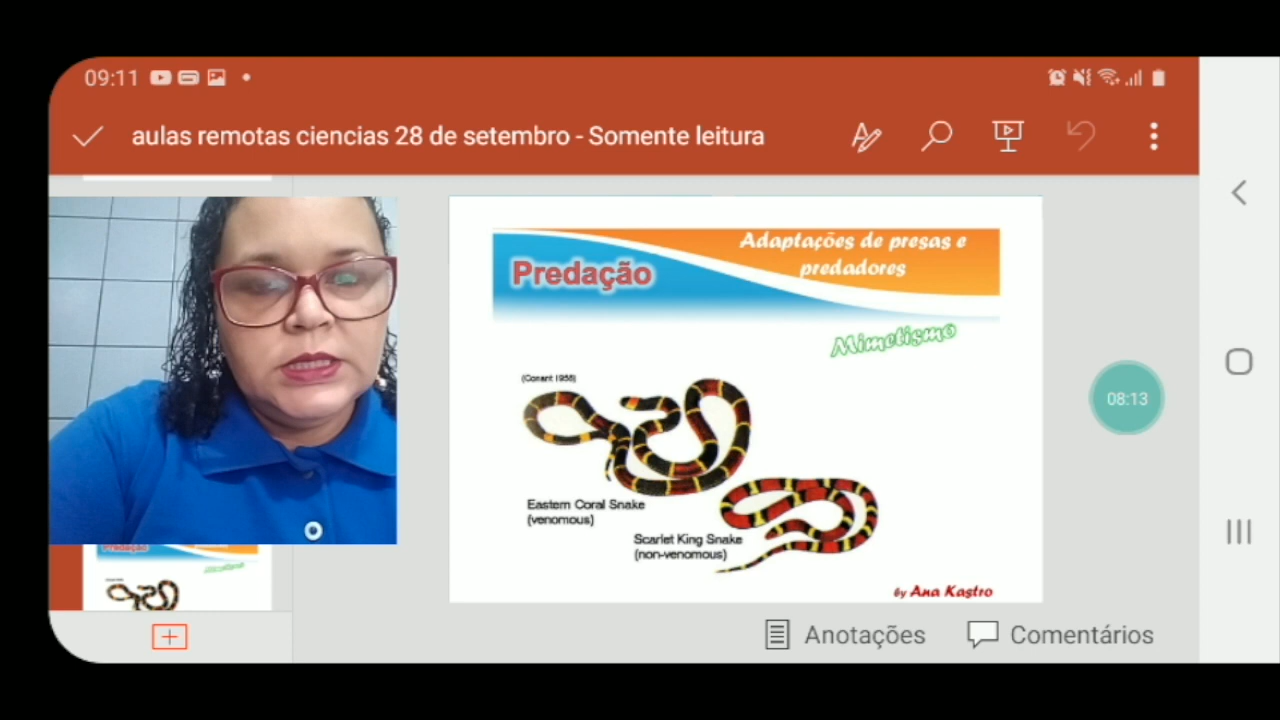 09:11
aulas remotas ciencias 28 de setembro - Somente leitura
Adaptações de presas e
predadores
Predação
Mimetismo
(Conant 1958)
08:13
Eastern Coral Snake
(venomous)
Scarlet King Snake
(non-venomous)
by Ana Kastro
Anotações
Comentários